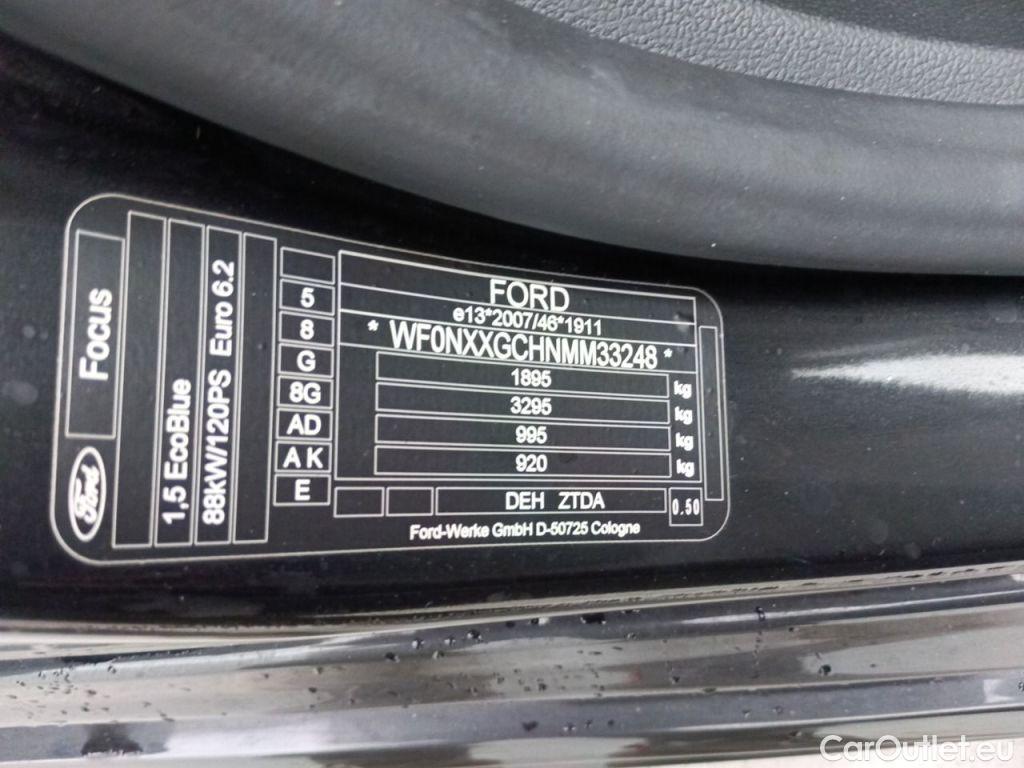 Ford
Focus
1,5 EcoBlue
88kW/120PS Euro 6.2
5
8
G
8G
AD
A K
E
FORD
e13*2007/46*1911
* WF0NXXGCHNMM33248 *
1895 kg
3295 kg
995 kg
920 kg
DEH ZTDA
0.50
Ford-Werke GmbH D-50725 Cologne
CarOutlet.eu